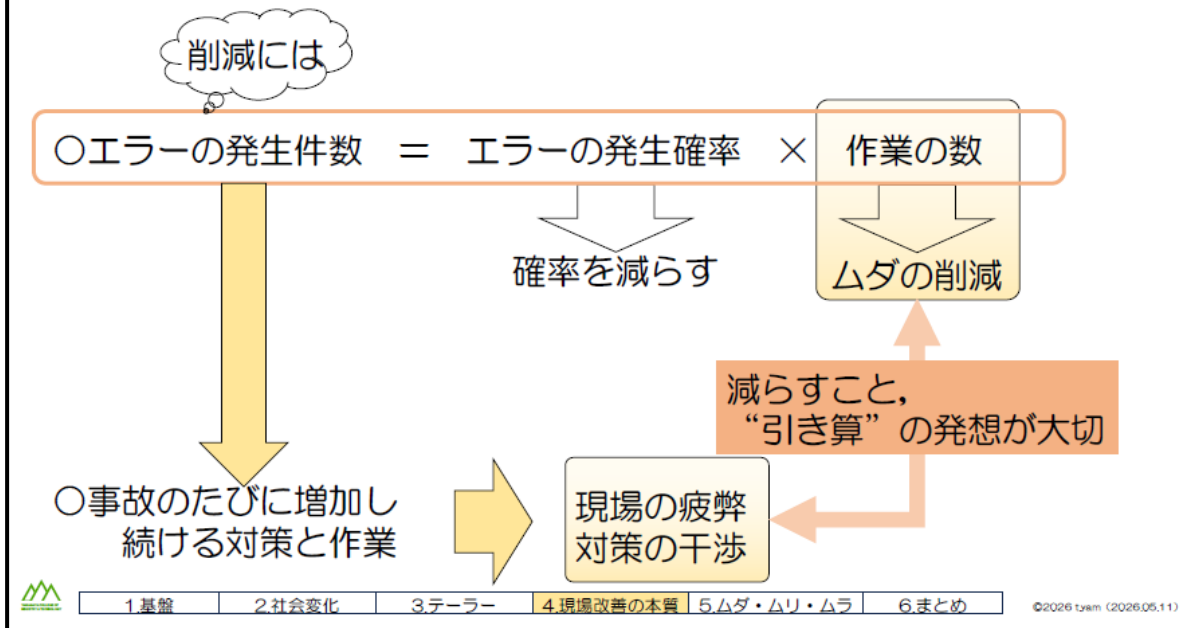 削減には
○エラーの発生件数 ＝ エラーの発生確率 × 作業の数
確率を減らす
ムダの削減
減らすこと,
“引き算”の発想が大切
○事故のたびに増加し
続ける対策と作業
現場の疲弊
対策の干渉
1.基盤
2.社会変化
3.テーラー
4.現場改善の本質
5.ムダ・ムリ・ムラ
6.まとめ
©2026 tyam (2026.05.11)